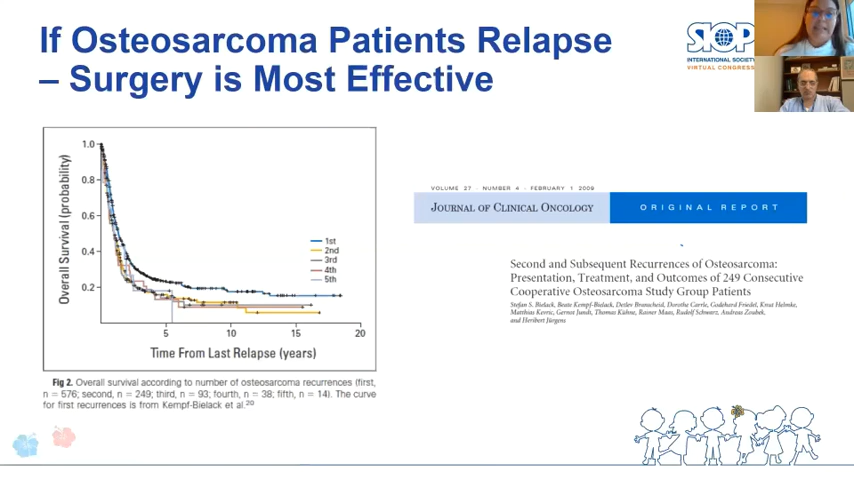 If Osteosarcoma Patients Relapse
– Surgery is Most Effective
SIOP
INTERNATIONAL SOCIETY
VIRTUAL CONGRESS
Overall Survival (probability)
1.0
0.8
0.6
0.4
0.2
1st
2nd
3rd
4th
5th
5 10 15 20
Time From Last Relapse (years)
Fig 2. Overall survival according to number of osteosarcoma recurrences (first,
n = 576; second, n = 249; third, n = 93; fourth, n = 38; fifth, n = 14). The curve
for first recurrences is from Kempf-Bielack et al.20
VOLUME 27 · NUMBER 4 · FEBRUARY 1 2009
JOURNAL OF CLINICAL ONCOLOGY
ORIGINAL REPORT
Second and Subsequent Recurrences of Osteosarcoma:
Presentation, Treatment, and Outcomes of 249 Consecutive
Cooperative Osteosarcoma Study Group Patients
Stefan S. Bielack, Beate Kempf-Bielack, Detlev Branscheid, Dorothe Carrle, Godehard Friedel, Knut Helmke,
Matthias Kevric, Gernot Jundt, Thomas Kühne, Rainer Maas, Rudolf Schwarz, Andreas Zoubek,
and Heribert Jürgens